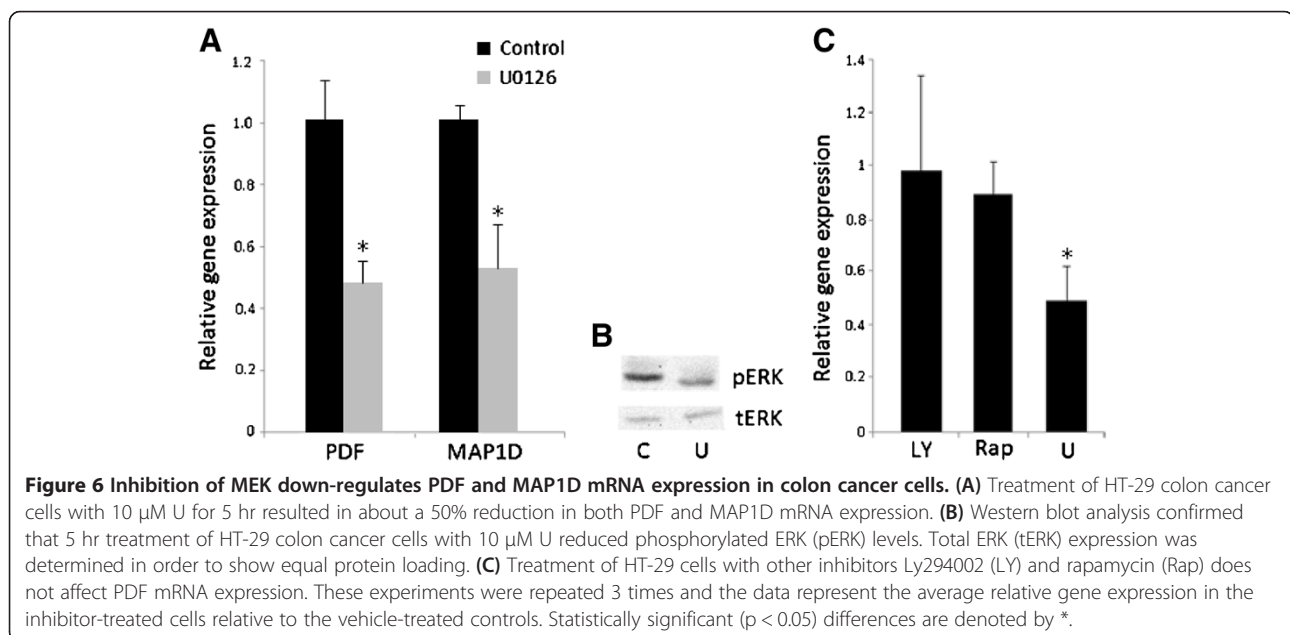 A
Control
U0126
Relative gene expression
1.2
1.0
0.8
0.6
0.4
0.2
0
*
*
PDF MAP1D
B
pERK
tERK
C U
C
Relative gene expression
1.4
1.2
1
0.8
0.6
0.4
0.2
0
*
LY Rap U
Figure 6 Inhibition of MEK down-regulates PDF and MAP1D mRNA expression in colon cancer cells. (A) Treatment of HT-29 colon cancer
cells with 10 μM U for 5 hr resulted in about a 50% reduction in both PDF and MAP1D mRNA expression. (B) Western blot analysis confirmed
that 5 hr treatment of HT-29 colon cancer cells with 10 μM U reduced phosphorylated ERK (pERK) levels. Total ERK (tERK) expression was
determined in order to show equal protein loading. (C) Treatment of HT-29 cells with other inhibitors Ly294002 (LY) and rapamycin (Rap) does
not affect PDF mRNA expression. These experiments were repeated 3 times and the data represent the average relative gene expression in the
inhibitor-treated cells relative to the vehicle-treated controls. Statistically significant (p < 0.05) differences are denoted by *.